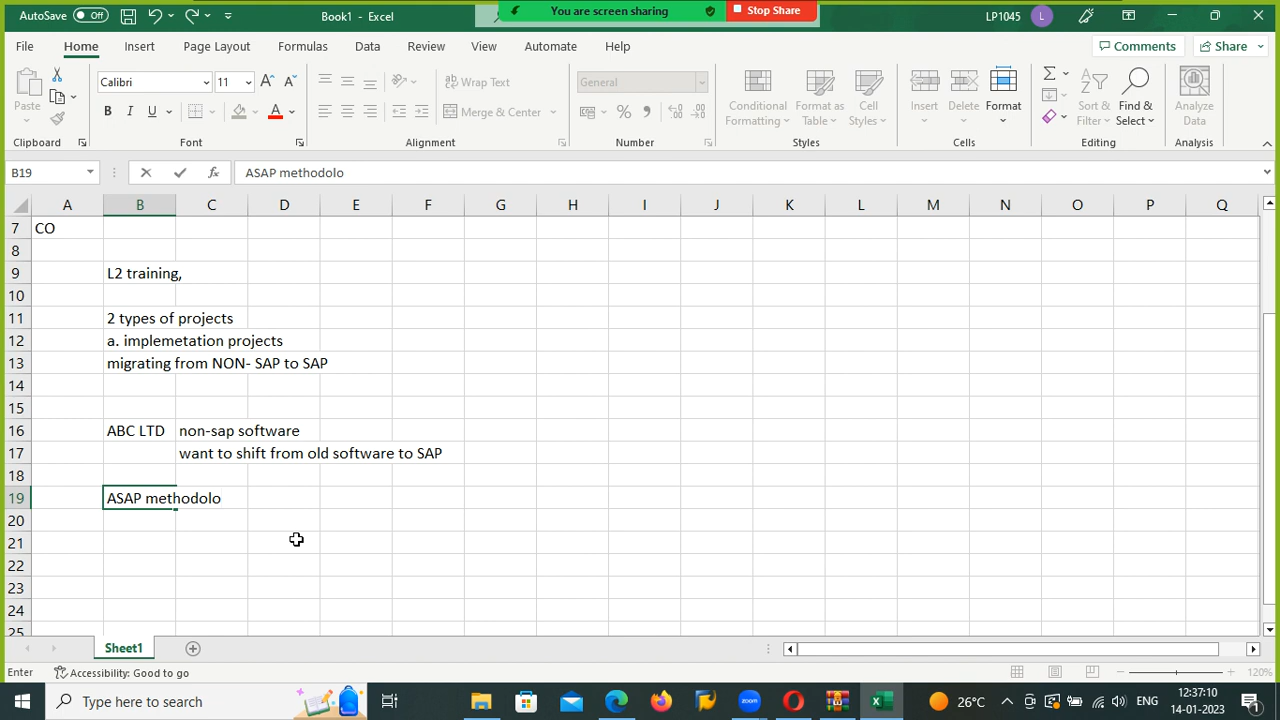 AutoSave Off
Book1 - Excel
You are screen sharing
Stop Share
LP1045
L
File Home Insert Page Layout Formulas Data Review View Automate Help
Comments
Share
Paste
Calibri 11
B I U A
Wrap Text
Merge & Center
General
Conditional Formatting
Format as Table
Cell Styles
Insert Delete Format
Sort & Filter
Find & Select
Analyze Data
Clipboard Font Alignment Number Styles Cells Editing Analysis
B19 fx ASAP methodolo
A B C D E F G H I J K L M N O P Q
7 CO
8
9 L2 training,
10
11 2 types of projects
12 a. implemetation projects
13 migrating from NON- SAP to SAP
14
15
16 ABC LTD non-sap software
17 want to shift from old software to SAP
18
19 ASAP methodolo
20
21
22
23
24
25
Sheet1
Enter Accessibility: Good to go 120%
Type here to search
zoom
26°C
ENG
12:37:10
14-01-2023
1